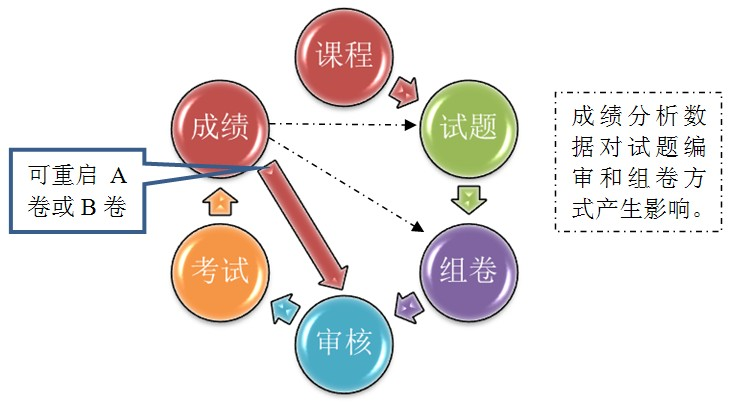 课程
成绩
试题
成绩分析数
据对试题编
审和组卷方
式产生影响。
可重启 A
卷或 B 卷
考试
组卷
审核